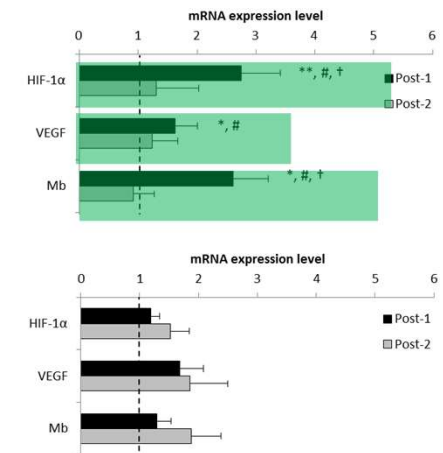 mRNA expression level
0 1 2 3 4 5 6
HIF-1α **, #, † Post-1
Post-2
VEGF *, #
Mb *, #, †
mRNA expression level
0 1 2 3 4 5 6
HIF-1α Post-1
Post-2
VEGF
Mb